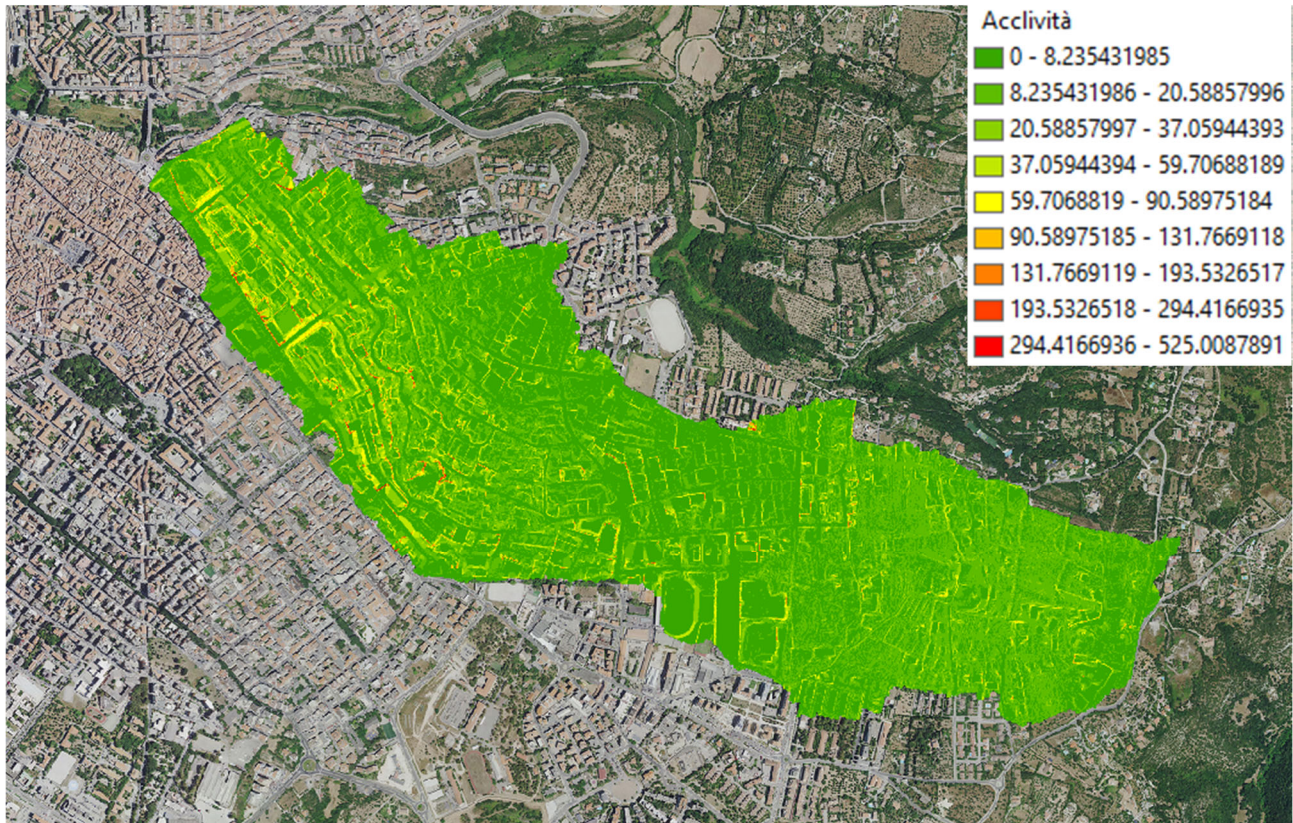 Acclività
0 - 8.235431985
8.235431986 - 20.58857996
20.58857997 - 37.05944393
37.05944394 - 59.70688189
59.7068819 - 90.58975184
90.58975185 - 131.7669118
131.7669119 - 193.5326517
193.5326518 - 294.4166935
294.4166936 - 525.0087891